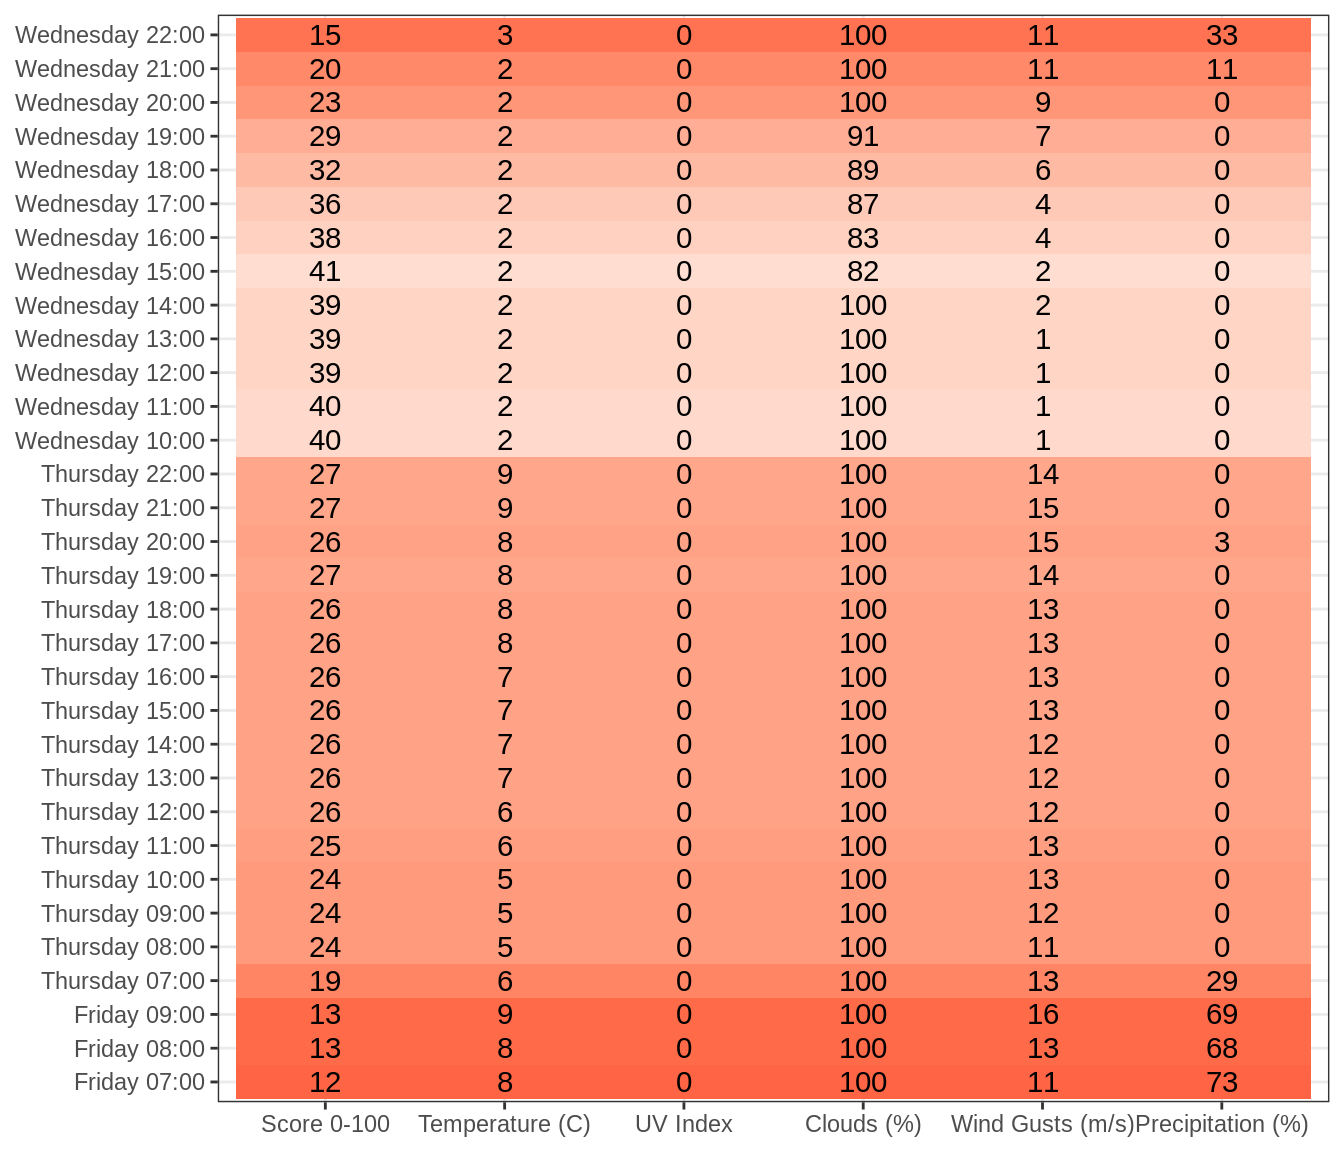 Wednesday 22:00 15 3 0 100 11 33
Wednesday 21:00 20 2 0 100 11 11
Wednesday 20:00 23 2 0 100 9 0
Wednesday 19:00 29 2 0 91 7 0
Wednesday 18:00 32 2 0 89 6 0
Wednesday 17:00 36 2 0 87 4 0
Wednesday 16:00 38 2 0 83 4 0
Wednesday 15:00 41 2 0 82 2 0
Wednesday 14:00 39 2 0 100 2 0
Wednesday 13:00 39 2 0 100 1 0
Wednesday 12:00 39 2 0 100 1 0
Wednesday 11:00 40 2 0 100 1 0
Wednesday 10:00 40 2 0 100 1 0
Thursday 22:00 27 9 0 100 14 0
Thursday 21:00 27 9 0 100 15 0
Thursday 20:00 26 8 0 100 15 3
Thursday 19:00 27 8 0 100 14 0
Thursday 18:00 26 8 0 100 13 0
Thursday 17:00 26 8 0 100 13 0
Thursday 16:00 26 7 0 100 13 0
Thursday 15:00 26 7 0 100 13 0
Thursday 14:00 26 7 0 100 12 0
Thursday 13:00 26 7 0 100 12 0
Thursday 12:00 26 6 0 100 12 0
Thursday 11:00 25 6 0 100 13 0
Thursday 10:00 24 5 0 100 13 0
Thursday 09:00 24 5 0 100 12 0
Thursday 08:00 24 5 0 100 11 0
Thursday 07:00 19 6 0 100 13 29
Friday 09:00 13 9 0 100 16 69
Friday 08:00 13 8 0 100 13 68
Friday 07:00 12 8 0 100 11 73
Score 0-100 Temperature (C) UV Index Clouds (%) Wind Gusts (m/s) Precipitation (%)